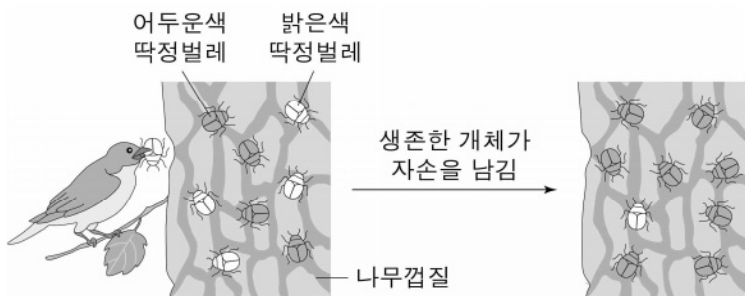 어두운색
딱정벌레
밝은색
딱정벌레
생존한 개체가
자손을 남김
나무껍질